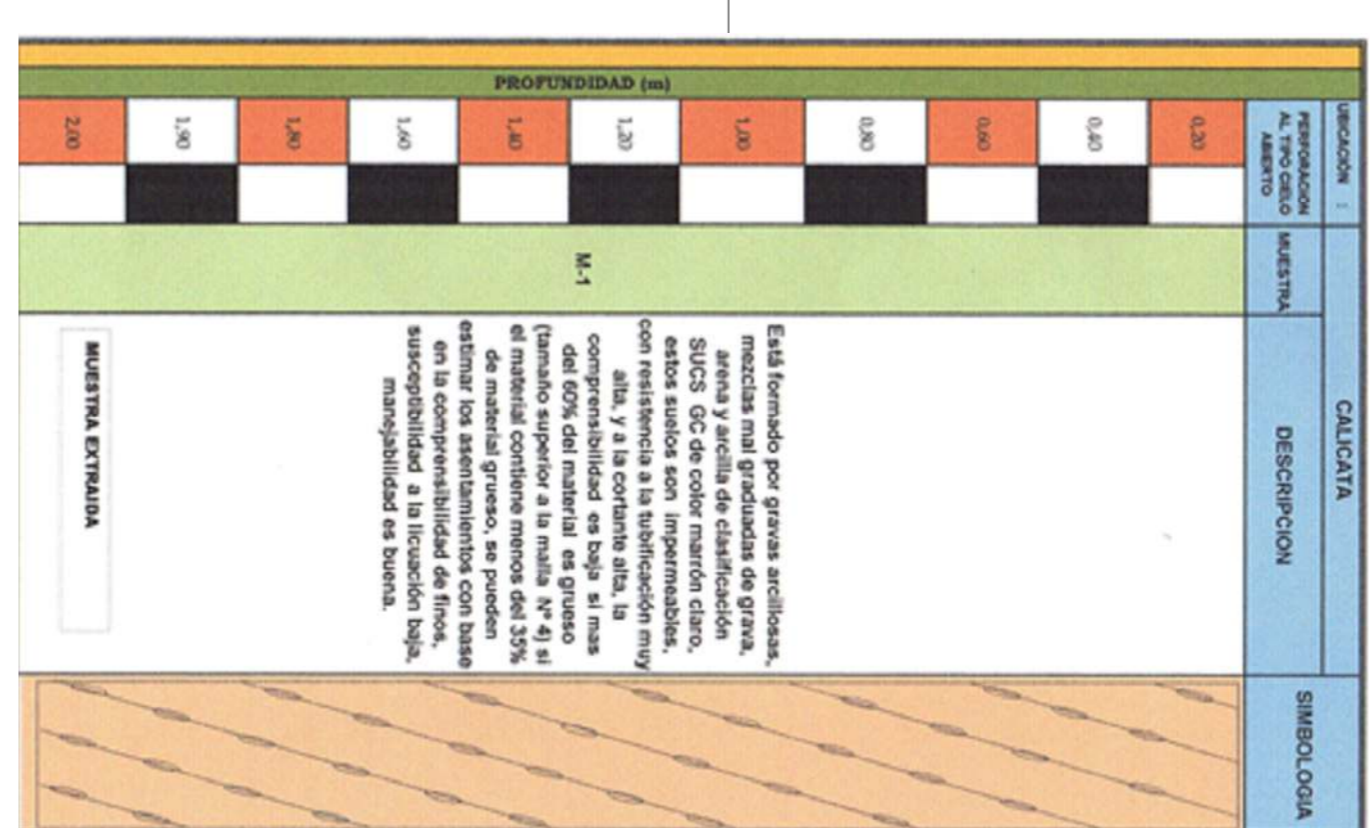 UBICACIÓN :
CALICATA
PERFORACION
AL TIPO CIELO
ABIERTO
MUESTRA
DESCRIPCION
SIMBOLOGIA
PROFUNDIDAD (m)
0,20
0,40
0,60
0,80
1,00
1,20
1,40
1,60
1,80
1,90
2,00
M-1
Está formado por gravas arcillosas,
mezclas mal graduadas de grava,
arena y arcilla de clasificación
SUCS GC de color marrón claro,
estos suelos son impermeables,
con resistencia a la tubificación muy
alta, y a la cortante alta, la
comprensibilidad es baja si mas
del 60% del material es grueso
(tamaño superior a la malla Nº 4) si
el material contiene menos del 35%
de material grueso, se pueden
estimar los asentamientos con base
en la comprensibilidad de finos,
susceptibilidad a la licuación baja,
manejabilidad es buena.
MUESTRA EXTRAIDA